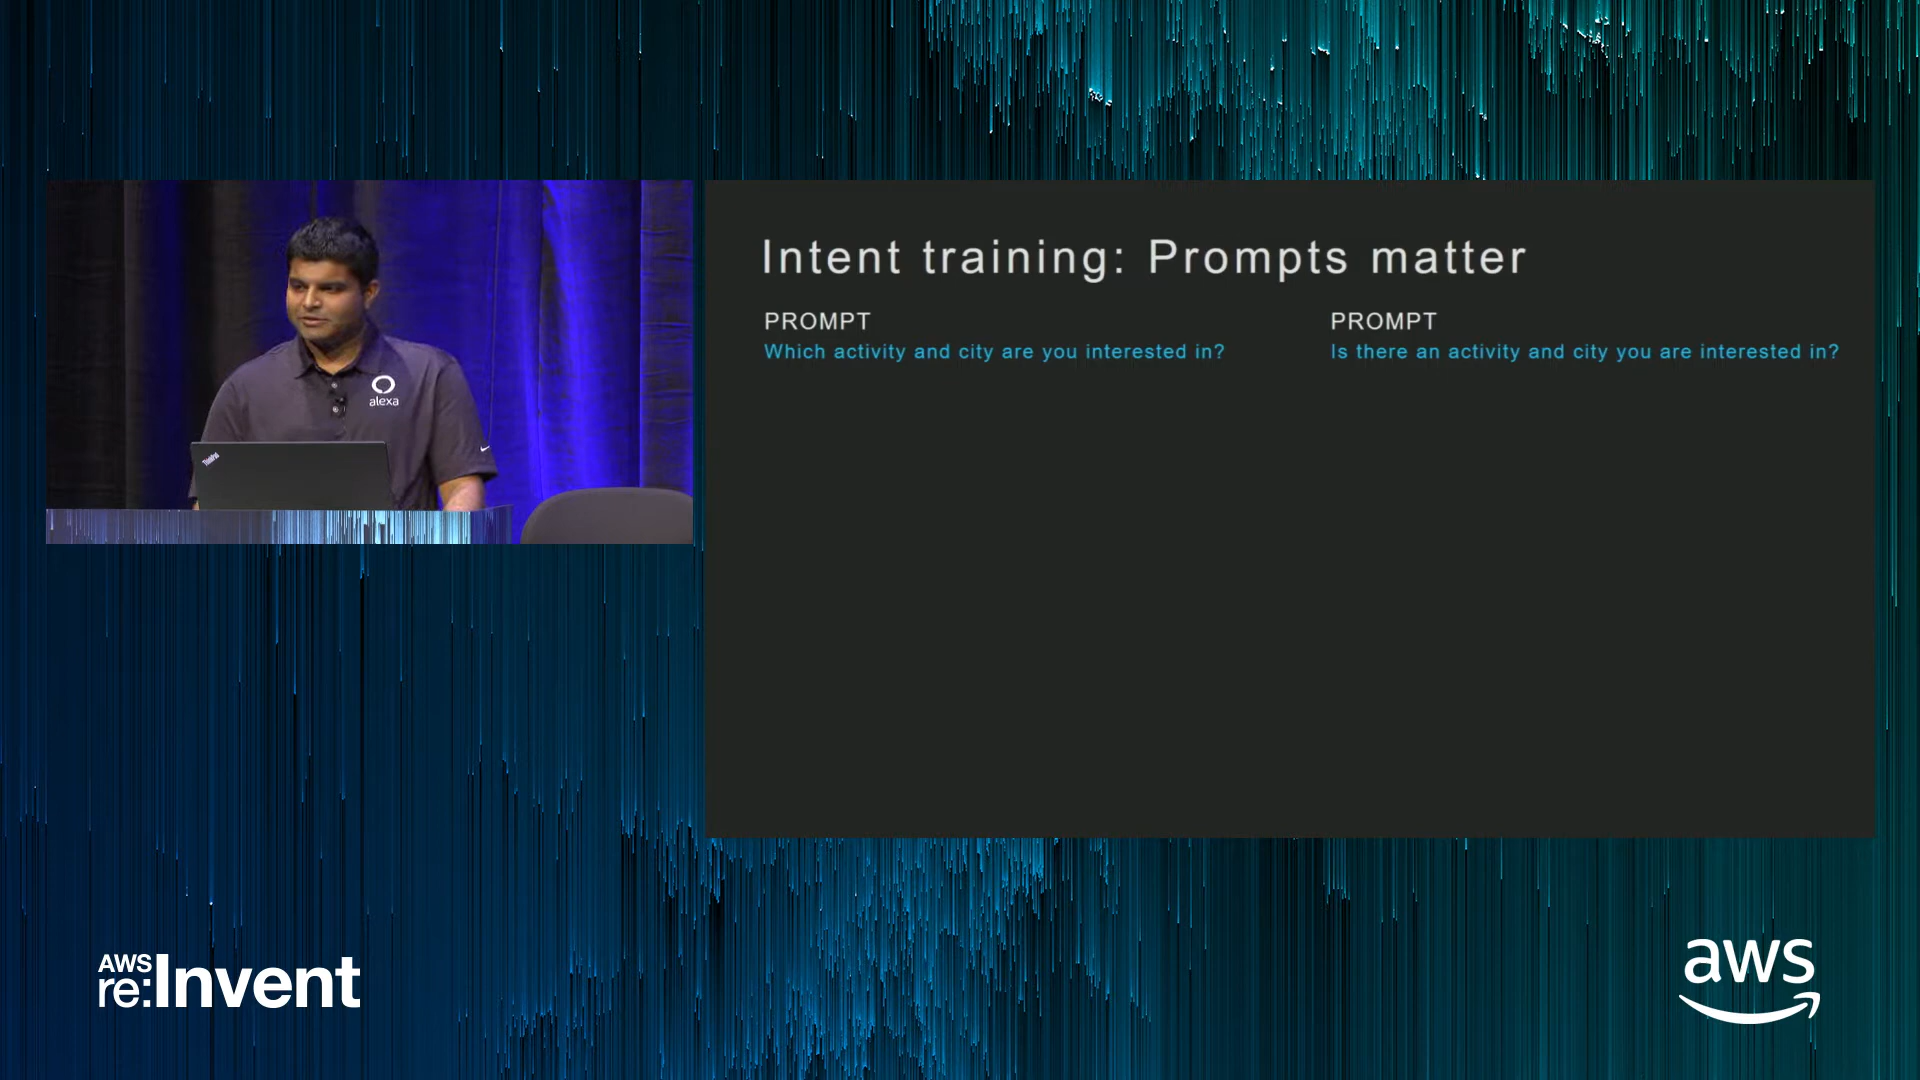 alexa
ThinkPad
Intent training: Prompts matter
PROMPT
Which activity and city are you interested in?
PROMPT
Is there an activity and city you are interested in?
AWS
re:Invent
aws